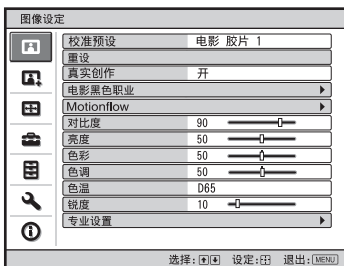 图像设定
校准预设 电影 胶片 1
重设
真实创作 开
电影黑色职业
Motionflow
对比度 90
亮度 50
色彩 50
色调 50
色温 D65
锐度 10
专业设置
选择: 设定: 退出: MENU